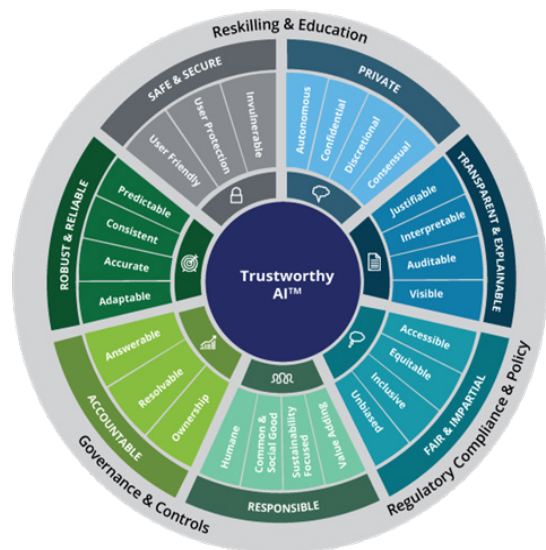 Reskilling & Education
SAFE & SECURE
User Friendly
User Protection
Invulnerable
PRIVATE
Autonomous
Confidential
Discretional
Consensual
TRANSPARENT & EXPLAINABLE
Justifiable
Interpretable
Auditable
Visible
FAIR & IMPARTIAL
Accessible
Equitable
Inclusive
Unbiased
Regulatory Compliance & Policy
RESPONSIBLE
Humane
Common &
Social Good
Sustainability
Focused
Value Adding
ACCOUNTABLE
Answerable
Resolvable
Ownership
Governance & Controls
ROBUST & RELIABLE
Predictable
Consistent
Accurate
Adaptable
Trustworthy
AI™